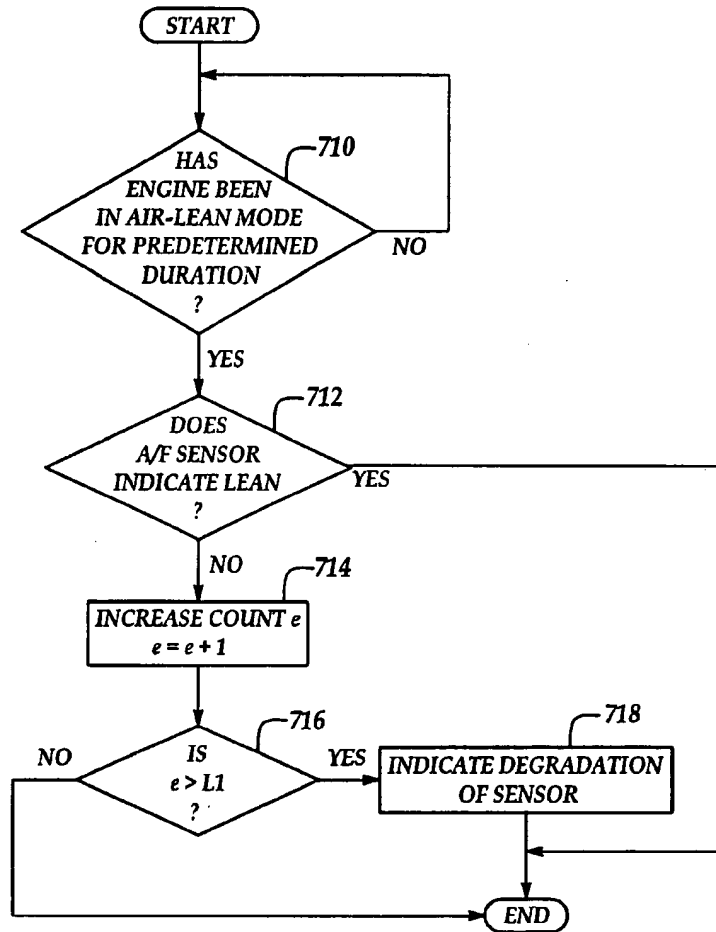 START
710
HAS
ENGINE BEEN
IN AIR-LEAN MODE
FOR PREDETERMINED
DURATION
?
NO
YES
712
DOES
A/F SENSOR
INDICATE LEAN
?
YES
NO
714
INCREASE COUNT e
e = e + 1
716
IS
e > L1
?
NO
YES
718
INDICATE DEGRADATION
OF SENSOR
END